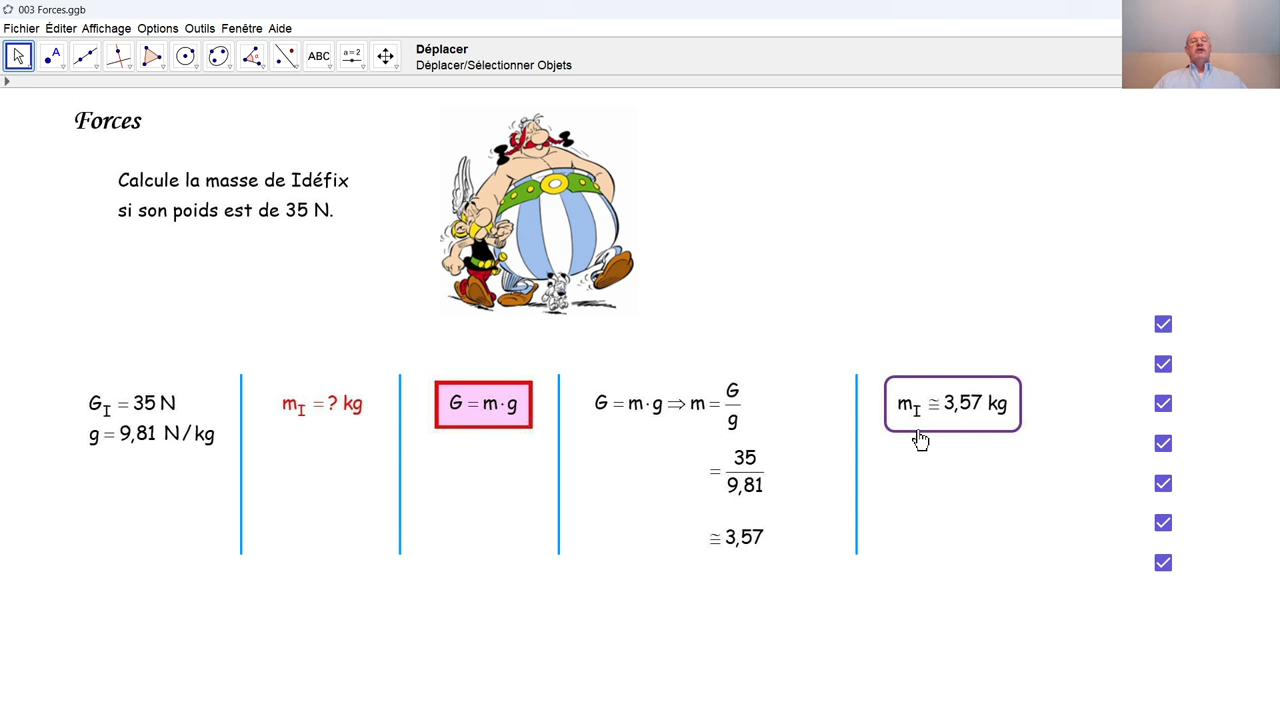 003 Forces.ggb
Fichier Éditer Affichage Options Outils Fenêtre Aide
A
ABC
a=2
Déplacer
Déplacer/Sélectionner Objets
Forces
Calcule la masse de Idéfix
si son poids est de 35 N.
G_I = 35 N
g = 9,81 N/kg
m_I = ? kg
G = m·g
G = m·g ⇒ m = G/g
= 35/9,81
≅ 3,57
m_I ≅ 3,57 kg